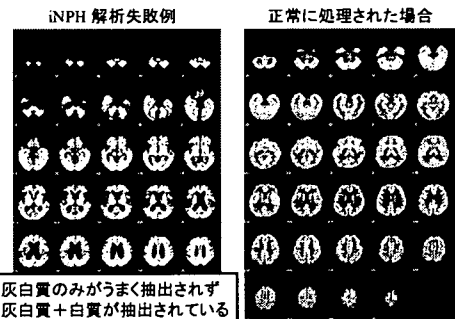 iNPH 解析失敗例
正常に処理された場合
灰白質のみがうまく抽出されず
灰白質＋白質が抽出されている